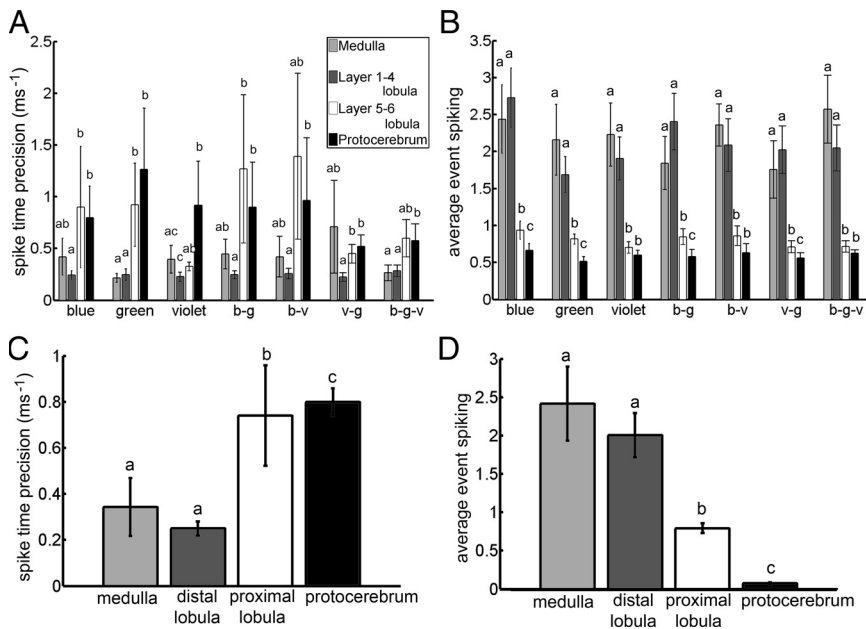 A
spike time precision (ms-1)
2.5
2
1.5
1
0.5
0
ab
a
b
b
a
a
b
b
ac
c
ab
b
ab
a
b
b
ab
a
b
b
ab
a
b
b
ab
a
ab
b
blue
green
violet
b-g
b-v
v-g
b-g-v
Medulla
Layer 1-4
lobula
Layer 5-6
lobula
Protocerebrum
B
average event spiking
3.5
3
2.5
2
1.5
1
0.5
0
a
a
b
c
a
a
b
c
a
a
b
b
a
a
b
c
a
a
b
b
a
a
b
b
a
a
b
b
blue
green
violet
b-g
b-v
v-g
b-g-v
C
spike time precision (ms-1)
1
0.8
0.6
0.4
0.2
0
a
a
b
c
medulla
distal
lobula
proximal
lobula
protocerebrum
D
average event spiking
3
2.5
2
1.5
1
0.5
0
a
a
b
c
medulla
distal
lobula
proximal
lobula
protocerebrum